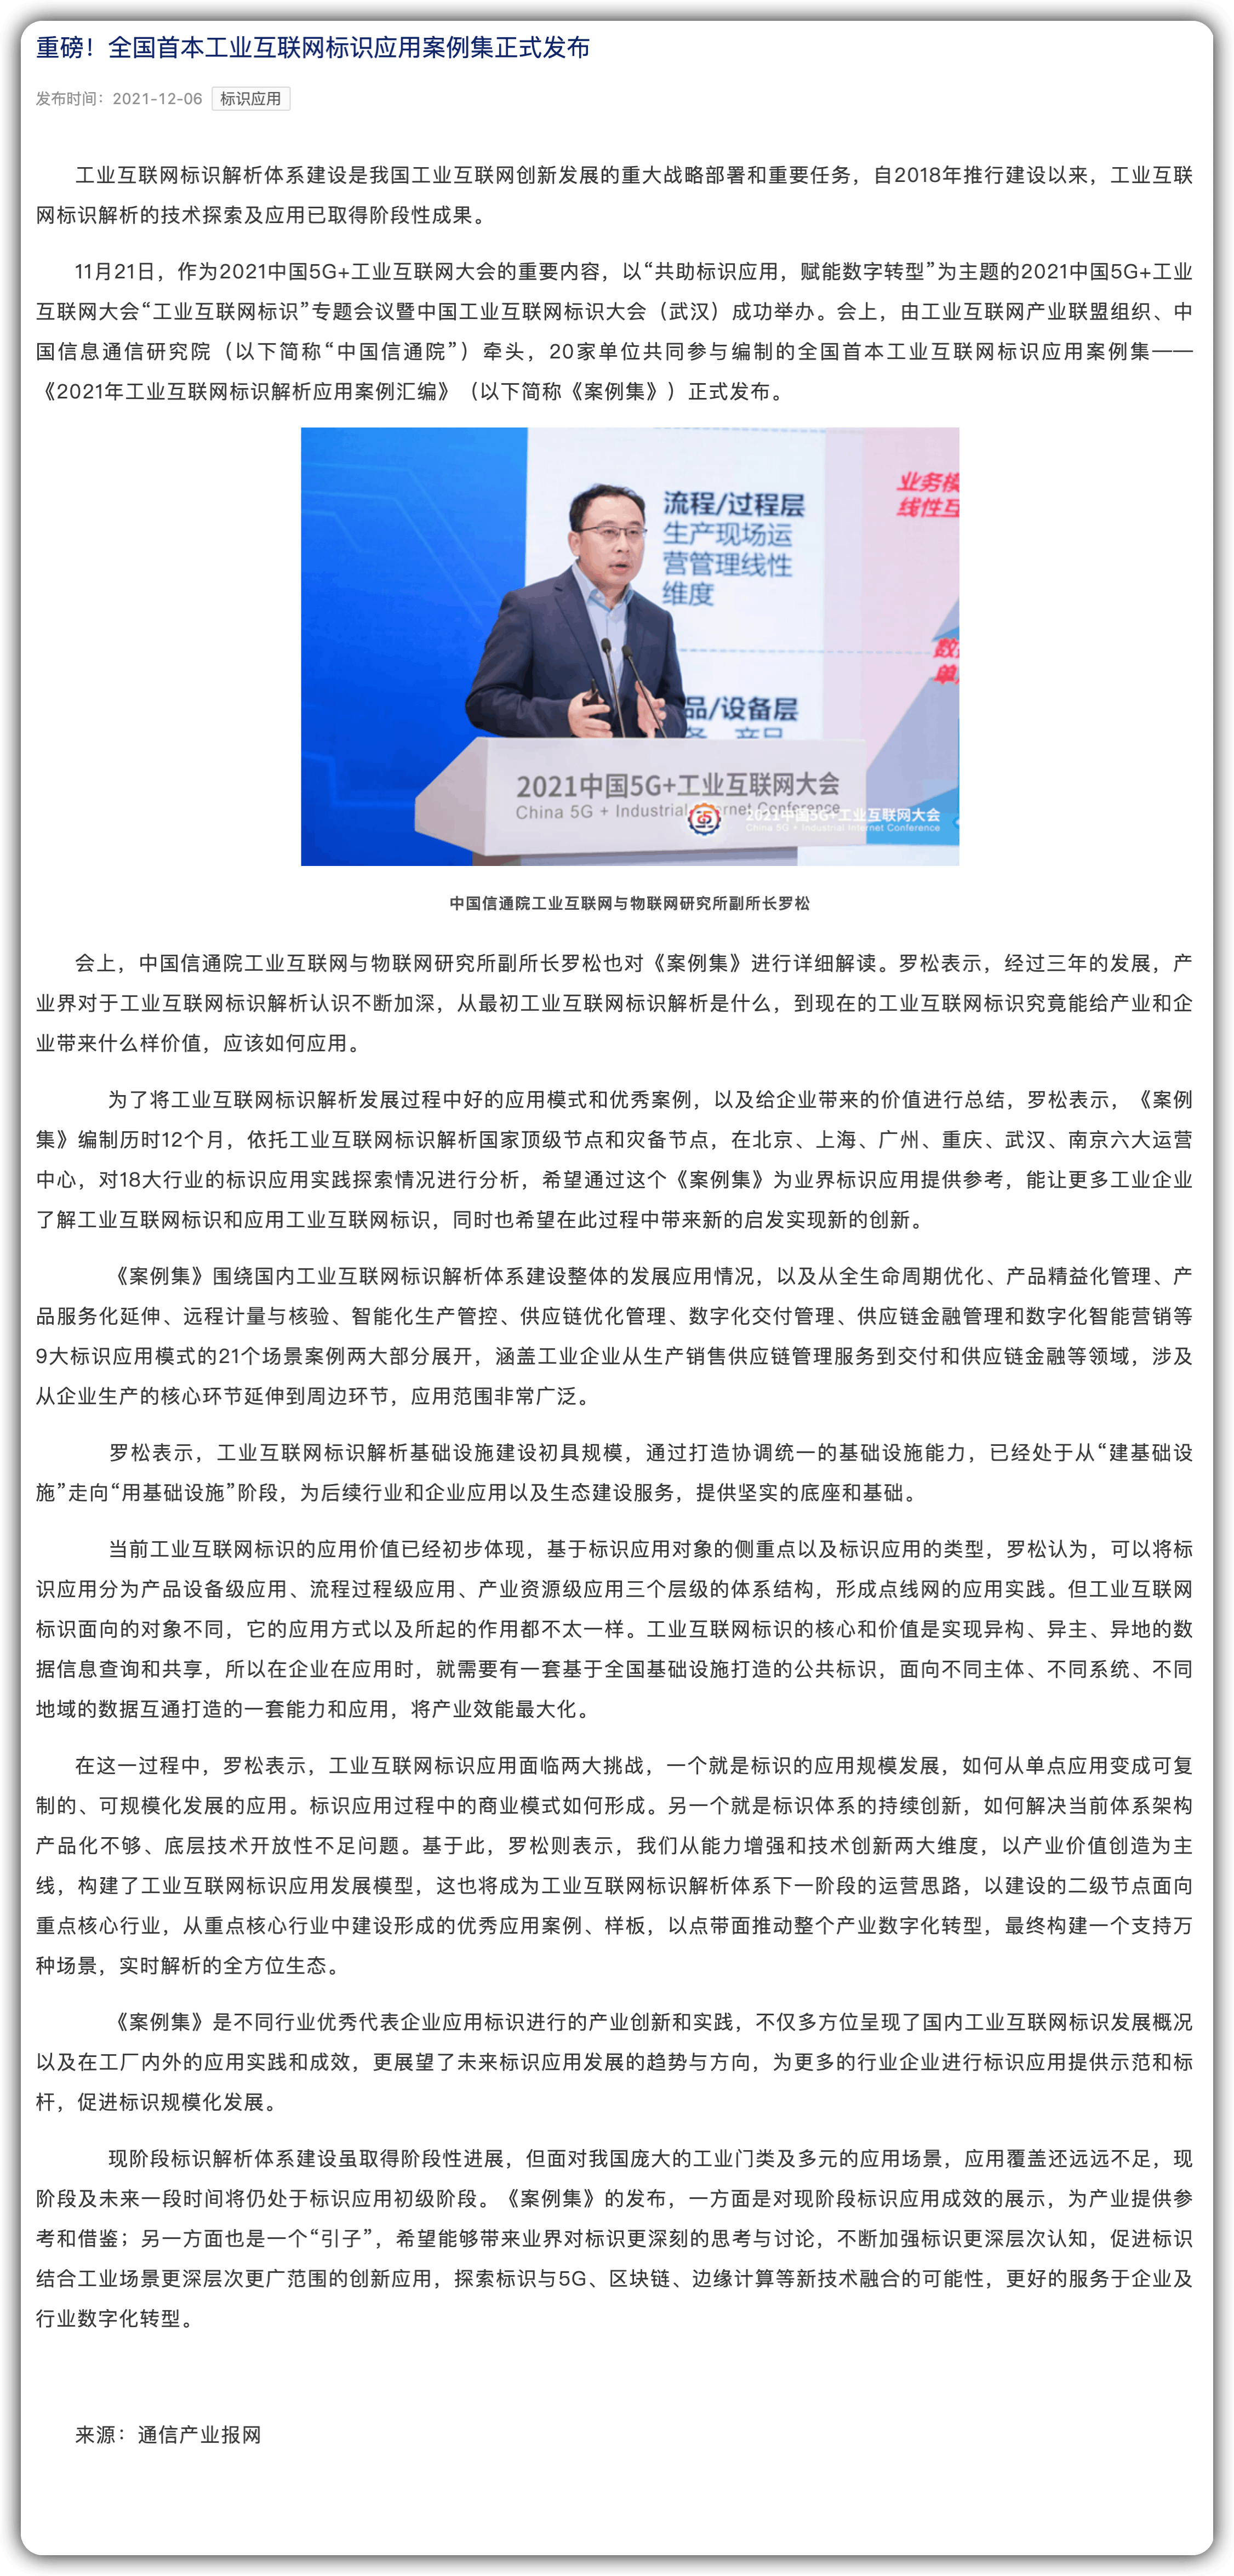 重磅！全国首本工业互联网标识应用案例集正式发布
发布时间：2021-12-06 标识应用
工业互联网标识解析体系建设是我国工业互联网创新发展的重大战略部署和重要任务，自2018年推行建设以来，工业互联
网标识解析的技术探索及应用已取得阶段性成果。
11月21日，作为2021中国5G+工业互联网大会的重要内容，以“共助标识应用，赋能数字转型”为主题的2021中国5G+工业
互联网大会“工业互联网标识”专题会议暨中国工业互联网标识大会（武汉）成功举办。会上，由工业互联网产业联盟组织、中
国信息通信研究院（以下简称“中国信通院”）牵头，20家单位共同参与编制的全国首本工业互联网标识应用案例集——
《2021年工业互联网标识解析应用案例汇编》（以下简称《案例集》）正式发布。
流程/过程层
生产现场运
营管理线性
维度
业务模
线性互
数
单
品/设备层
2021中国5G+工业互联网大会
China 5G + Industrial Internet Conference
2021中国5G+工业互联网大会
China 5G + Industrial Internet Conference
中国信通院工业互联网与物联网研究所副所长罗松
会上，中国信通院工业互联网与物联网研究所副所长罗松也对《案例集》进行详细解读。罗松表示，经过三年的发展，产
业界对于工业互联网标识解析认识不断加深，从最初工业互联网标识解析是什么，到现在的工业互联网标识究竟能给产业和企
业带来什么样价值，应该如何应用。
为了将工业互联网标识解析发展过程中好的应用模式和优秀案例，以及给企业带来的价值进行总结，罗松表示，《案例
集》编制历时12个月，依托工业互联网标识解析国家顶级节点和灾备节点，在北京、上海、广州、重庆、武汉、南京六大运营
中心，对18大行业的标识应用实践探索情况进行分析，希望通过这个《案例集》为业界标识应用提供参考，能让更多工业企业
了解工业互联网标识和应用工业互联网标识，同时也希望在此过程中带来新的启发实现新的创新。
《案例集》围绕国内工业互联网标识解析体系建设整体的发展应用情况，以及从全生命周期优化、产品精益化管理、产
品服务化延伸、远程计量与核验、智能化生产管控、供应链优化管理、数字化交付管理、供应链金融管理和数字化智能营销等
9大标识应用模式的21个场景案例两大部分展开，涵盖工业企业从生产销售供应链管理服务到交付和供应链金融等领域，涉及
从企业生产的核心环节延伸到周边环节，应用范围非常广泛。
罗松表示，工业互联网标识解析基础设施建设初具规模，通过打造协调统一的基础设施能力，已经处于从“建基础设
施”走向“用基础设施”阶段，为后续行业和企业应用以及生态建设服务，提供坚实的底座和基础。
当前工业互联网标识的应用价值已经初步体现，基于标识应用对象的侧重点以及标识应用的类型，罗松认为，可以将标
识应用分为产品设备级应用、流程过程级应用、产业资源级应用三个层级的体系结构，形成点线网的应用实践。但工业互联网
标识面向的对象不同，它的应用方式以及所起的作用都不太一样。工业互联网标识的核心和价值是实现异构、异主、异地的数
据信息查询和共享，所以在企业在应用时，就需要有一套基于全国基础设施打造的公共标识，面向不同主体、不同系统、不同
地域的数据互通打造的一套能力和应用，将产业效能最大化。
在这一过程中，罗松表示，工业互联网标识应用面临两大挑战，一个就是标识的应用规模发展，如何从单点应用变成可复
制的、可规模化发展的应用。标识应用过程中的商业模式如何形成。另一个就是标识体系的持续创新，如何解决当前体系架构
产品化不够、底层技术开放性不足问题。基于此，罗松则表示，我们从能力增强和技术创新两大维度，以产业价值创造为主
线，构建了工业互联网标识应用发展模型，这也将成为工业互联网标识解析体系下一阶段的运营思路，以建设的二级节点面向
重点核心行业，从重点核心行业中建设形成的优秀应用案例、样板，以点带面推动整个产业数字化转型，最终构建一个支持万
种场景，实时解析的全方位生态。
《案例集》是不同行业优秀代表企业应用标识进行的产业创新和实践，不仅多方位呈现了国内工业互联网标识发展概况
以及在工厂内外的应用实践和成效，更展望了未来标识应用发展的趋势与方向，为更多的行业企业进行标识应用提供示范和标
杆，促进标识规模化发展。
现阶段标识解析体系建设虽取得阶段性进展，但面对我国庞大的工业门类及多元的应用场景，应用覆盖还远远不足，现
阶段及未来一段时间将仍处于标识应用初级阶段。《案例集》的发布，一方面是对现阶段标识应用成效的展示，为产业提供参
考和借鉴；另一方面也是一个“引子”，希望能够带来业界对标识更深刻的思考与讨论，不断加强标识更深层次认知，促进标识
结合工业场景更深层次更广范围的创新应用，探索标识与5G、区块链、边缘计算等新技术融合的可能性，更好的服务于企业及
行业数字化转型。
来源：通信产业报网